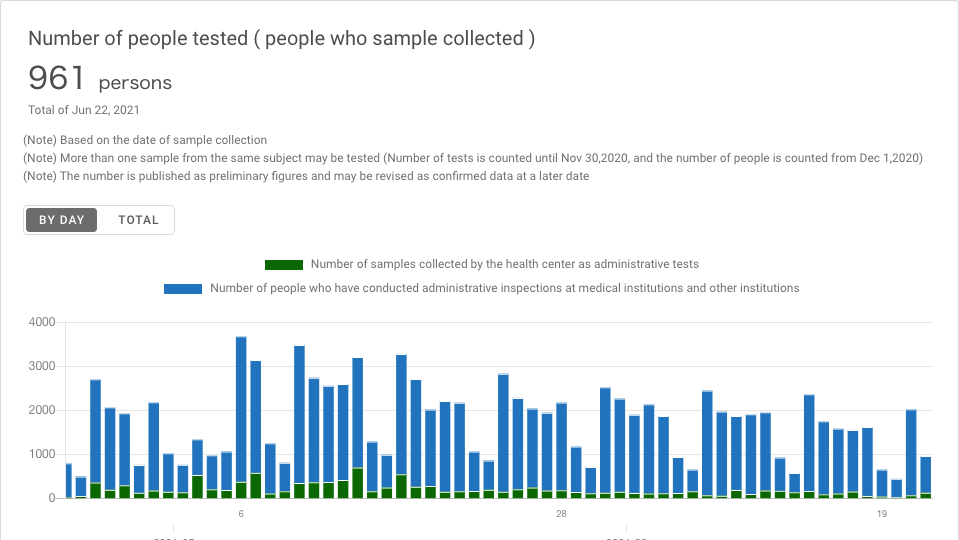 Number of people tested ( people who sample collected )
961 persons
Total of Jun 22, 2021
(Note) Based on the date of sample collection
(Note) More than one sample from the same subject may be tested (Number of tests is counted until Nov 30,2020, and the number of people is counted from Dec 1,2020)
(Note) The number is published as preliminary figures and may be revised as confirmed data at a later date
BY DAY TOTAL
Number of samples collected by the health center as administrative tests
Number of people who have conducted administrative inspections at medical institutions and other institutions
4000
3000
2000
1000
0
6 28 19